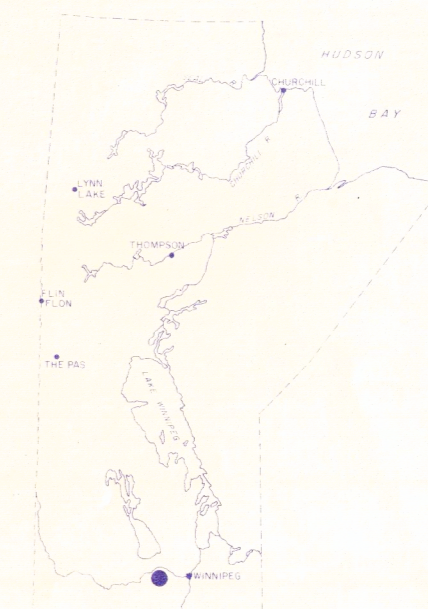 HUDSON
BAY
CHURCHILL
CHURCHILL R
LYNN
LAKE
NELSON R
THOMPSON
FLIN
FLON
THE PAS
LAKE WINNIPEG
WINNIPEG